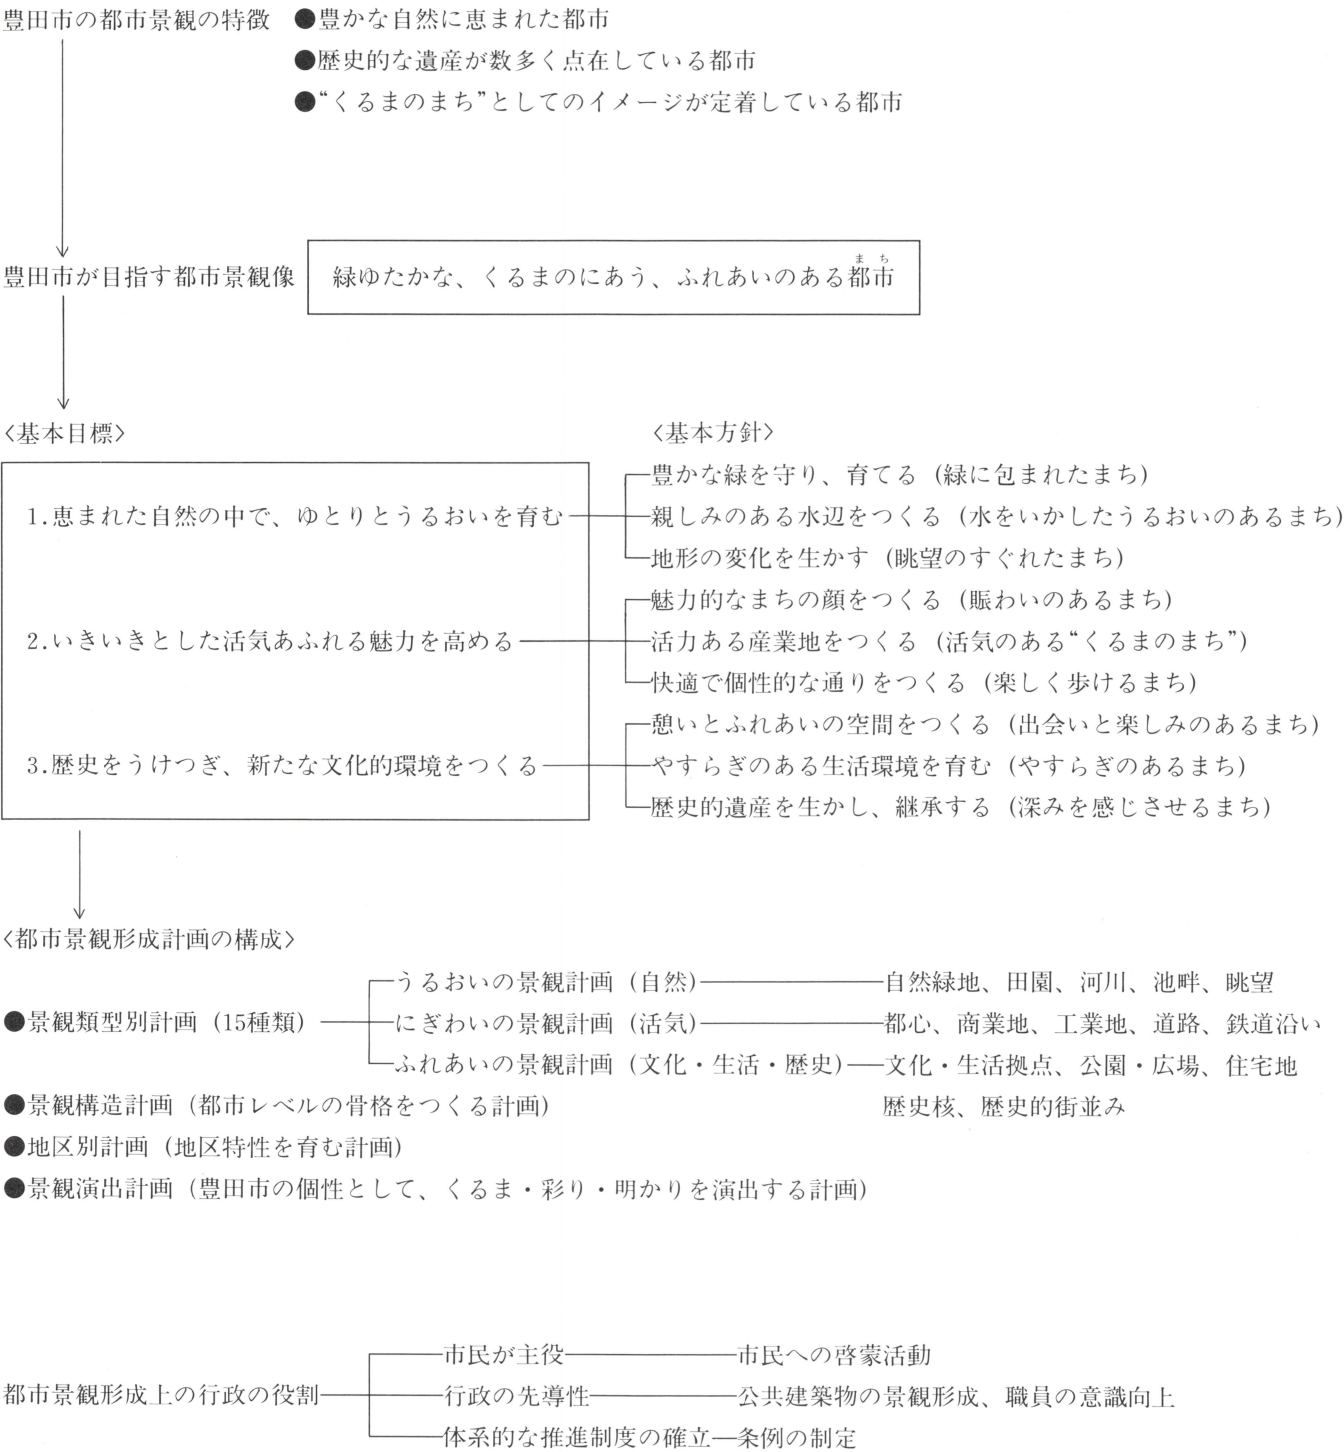 豊田市の都市景観の特徴 ●豊かな自然に恵まれた都市
●歴史的な遺産が数多く点在している都市
●“くるまのまち”としてのイメージが定着している都市
まち
豊田市が目指す都市景観像 緑ゆたかな、くるまのにあう、ふれあいのある都市
〈基本目標〉 〈基本方針〉
豊かな緑を守り、育てる（緑に包まれたまち）
1.恵まれた自然の中で、ゆとりとうるおいを育む 親しみのある水辺をつくる（水をいかしたうるおいのあるまち）
地形の変化を生かす（眺望のすぐれたまち）
魅力的なまちの顔をつくる（賑わいのあるまち）
2.いきいきとした活気あふれる魅力を高める 活力ある産業地をつくる（活気のある“くるまのまち”）
快適で個性的な通りをつくる（楽しく歩けるまち）
憩いとふれあいの空間をつくる（出会いと楽しみのあるまち）
3.歴史をうけつぎ、新たな文化的環境をつくる やすらぎのある生活環境を育む（やすらぎのあるまち）
歴史的遺産を生かし、継承する（深みを感じさせるまち）
〈都市景観形成計画の構成〉
うるおいの景観計画（自然） 自然緑地、田園、河川、池畔、眺望
●景観類型別計画（15種類） にぎわいの景観計画（活気） 都心、商業地、工業地、道路、鉄道沿い
ふれあいの景観計画（文化・生活・歴史） 文化・生活拠点、公園・広場、住宅地
●景観構造計画（都市レベルの骨格をつくる計画） 歴史核、歴史的街並み
●地区別計画（地区特性を育む計画）
●景観演出計画（豊田市の個性として、くるま・彩り・明かりを演出する計画）
市民が主役 市民への啓蒙活動
都市景観形成上の行政の役割 行政の先導性 公共建築物の景観形成、職員の意識向上
体系的な推進制度の確立 条例の制定